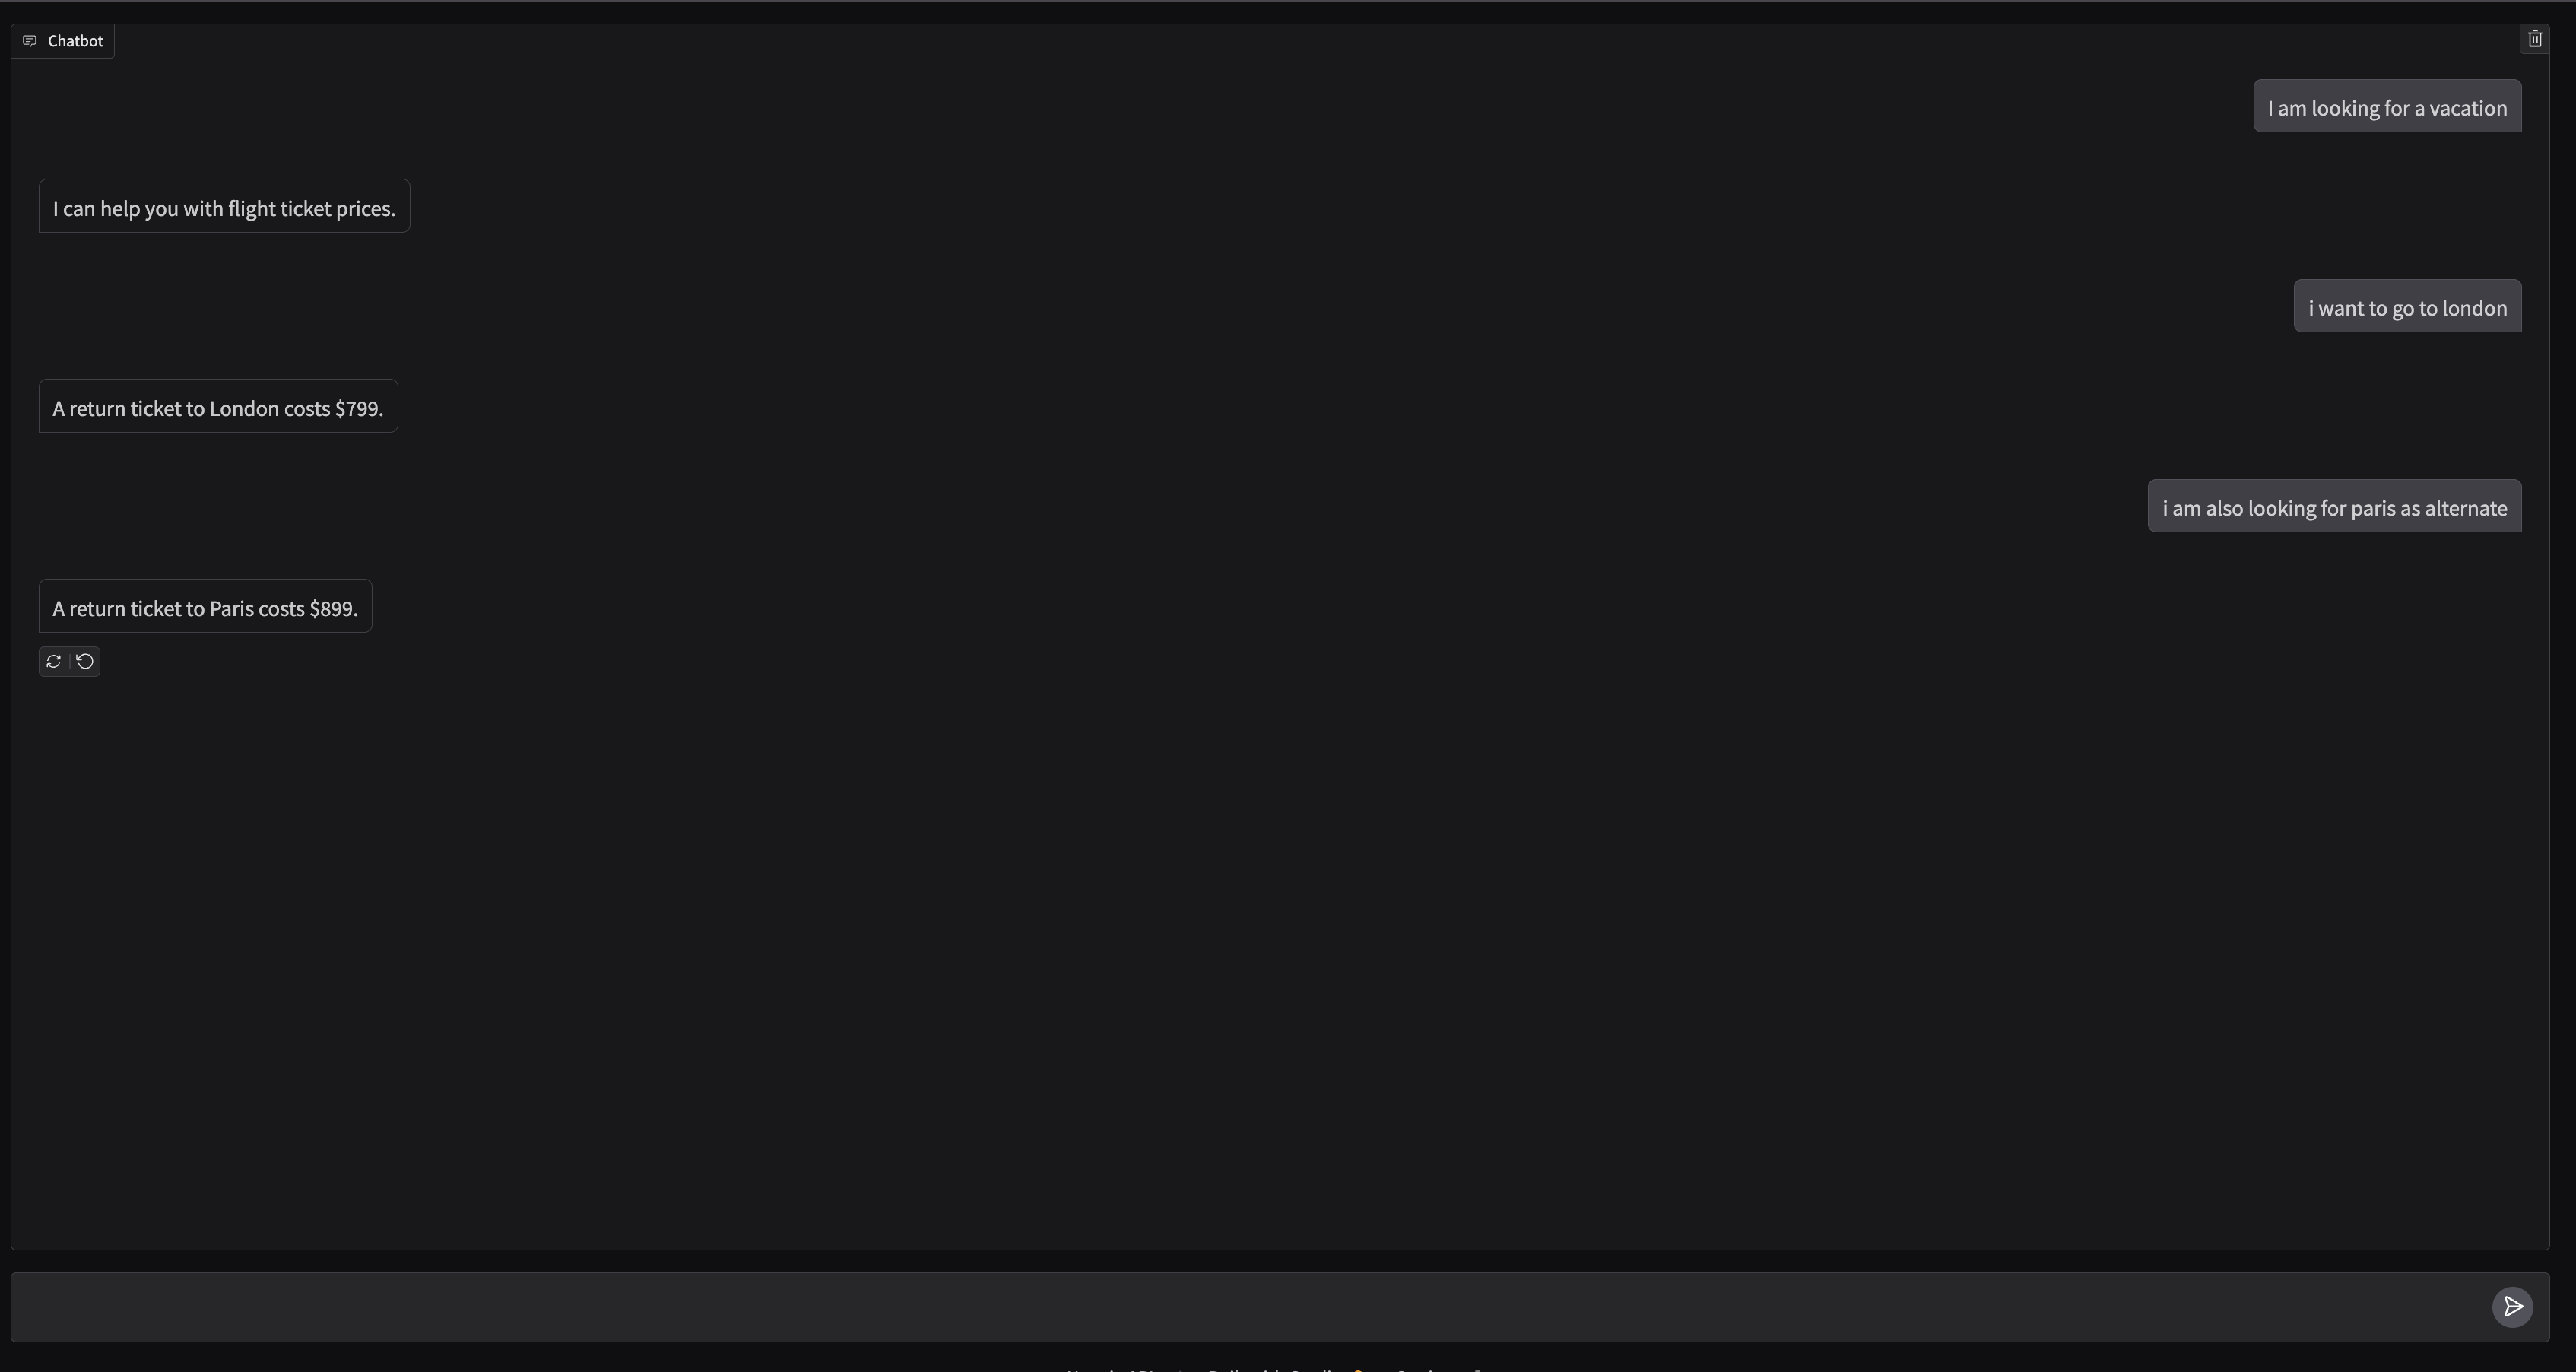 Chatbot
I am looking for a vacation
I can help you with flight ticket prices.
i want to go to london
A return ticket to London costs $799.
i am also looking for paris as alternate
A return ticket to Paris costs $899.